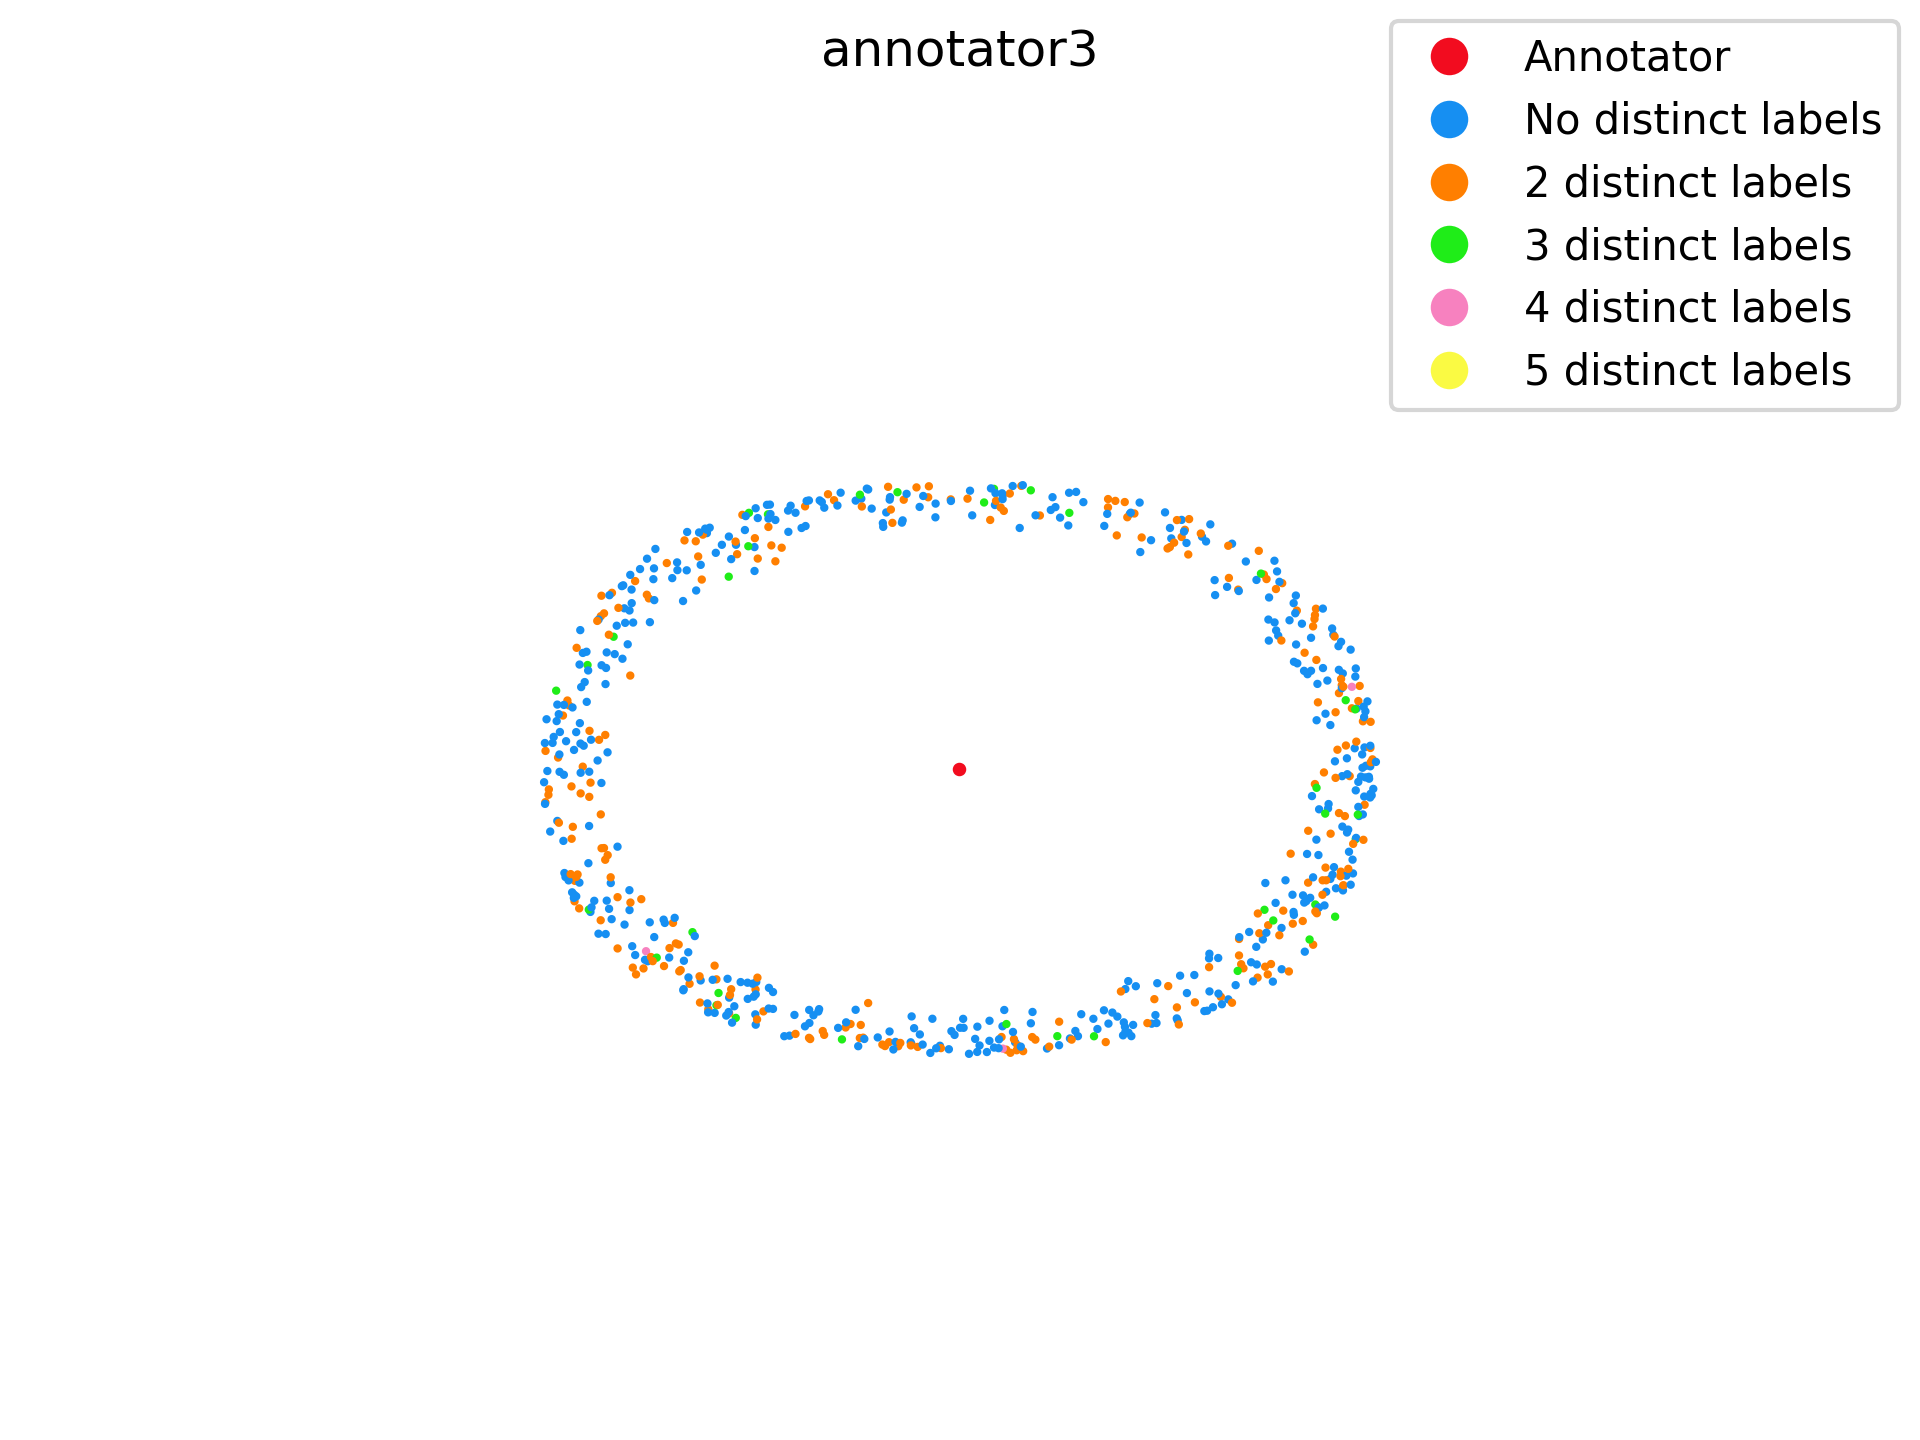 annotator3
Annotator
No distinct labels
2 distinct labels
3 distinct labels
4 distinct labels
5 distinct labels